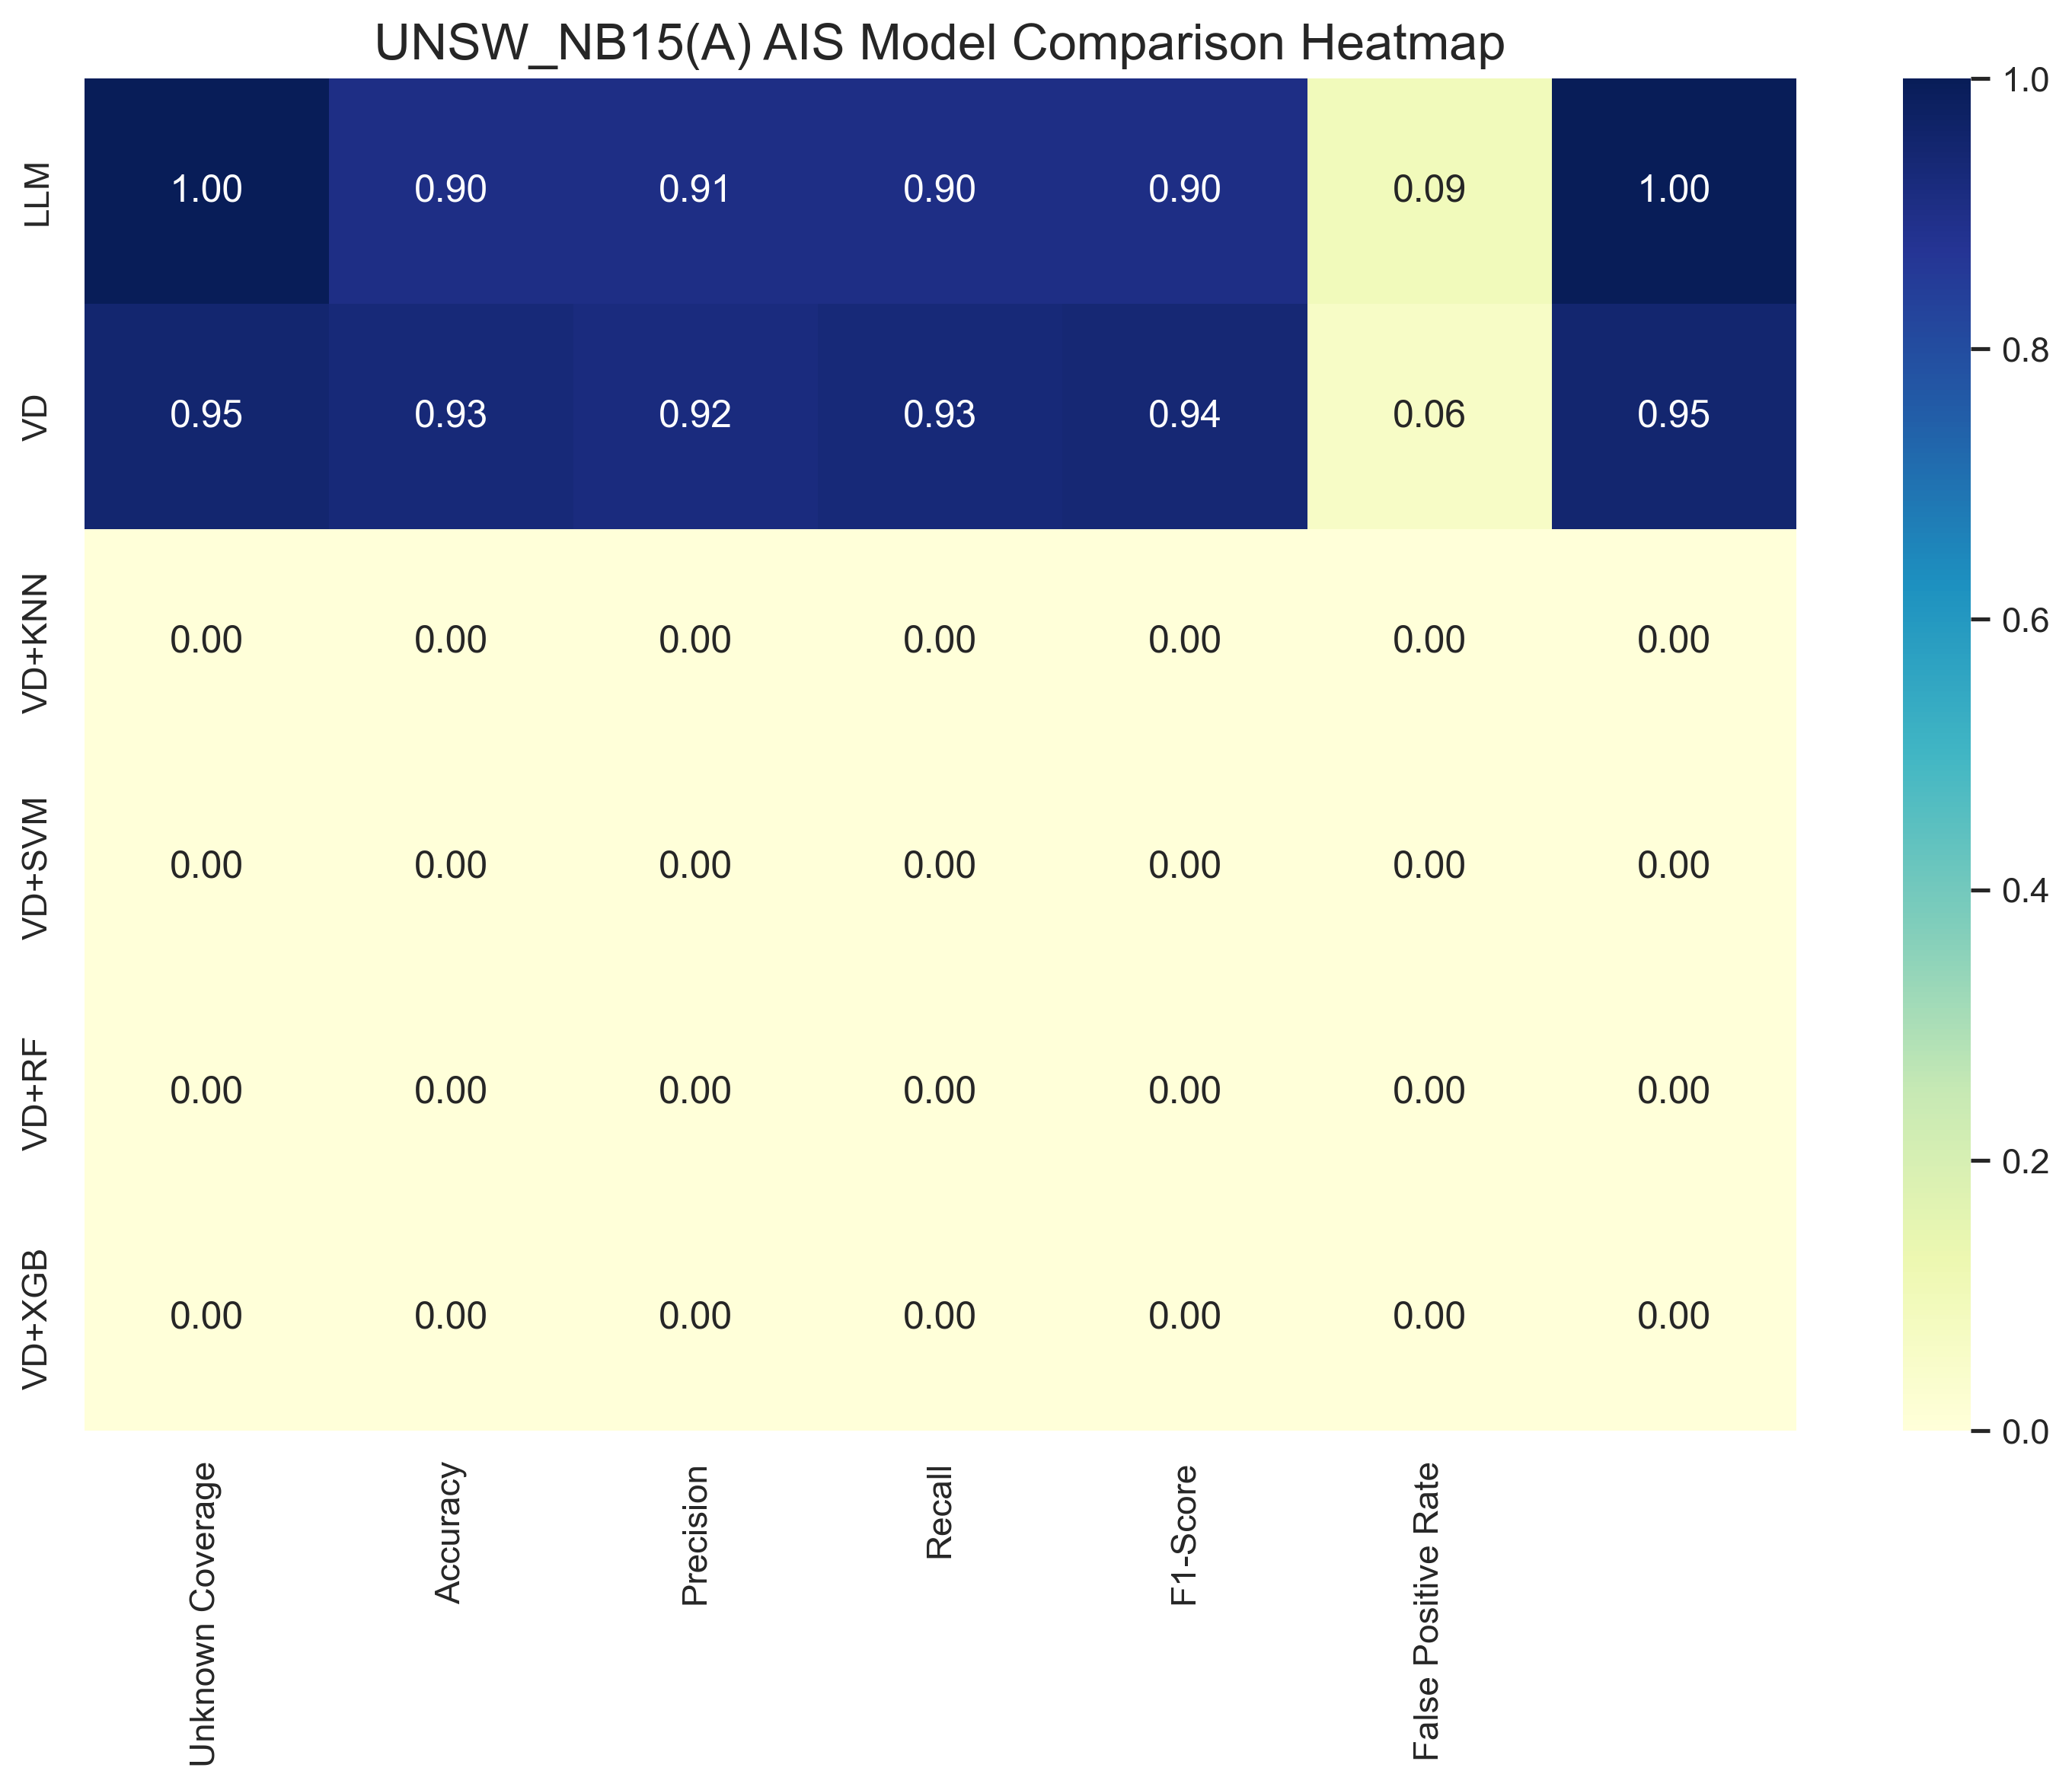 UNSW_NB15(A) AIS Model Comparison Heatmap
LLM 1.00 0.90 0.91 0.90 0.90 0.09 1.00
VD 0.95 0.93 0.92 0.93 0.94 0.06 0.95
VD+KNN 0.00 0.00 0.00 0.00 0.00 0.00 0.00
VD+SVM 0.00 0.00 0.00 0.00 0.00 0.00 0.00
VD+RF 0.00 0.00 0.00 0.00 0.00 0.00 0.00
VD+XGB 0.00 0.00 0.00 0.00 0.00 0.00 0.00
Unknown Coverage
Accuracy
Precision
Recall
F1-Score
False Positive Rate
1.0
0.8
0.6
0.4
0.2
0.0